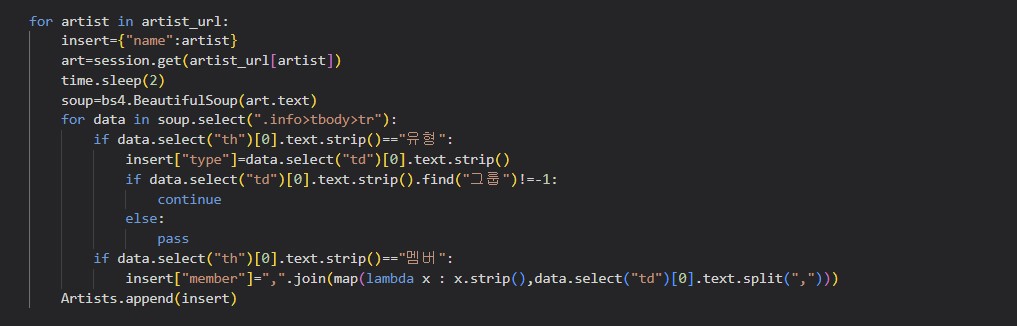 for artist in artist_url:
    insert={"name":artist}
    art=session.get(artist_url[artist])
    time.sleep(2)
    soup=bs4.BeautifulSoup(art.text)
    for data in soup.select(".info>tbody>tr"):
        if data.select("th")[0].text.strip()=="유형":
            insert["type"]=data.select("td")[0].text.strip()
            if data.select("td")[0].text.strip().find("그룹")!=-1:
                continue
            else:
                pass
        if data.select("th")[0].text.strip()=="멤버":
            insert["member"]=",".join(map(lambda x : x.strip(),data.select("td")[0].text.split(",")))
    Artists.append(insert)